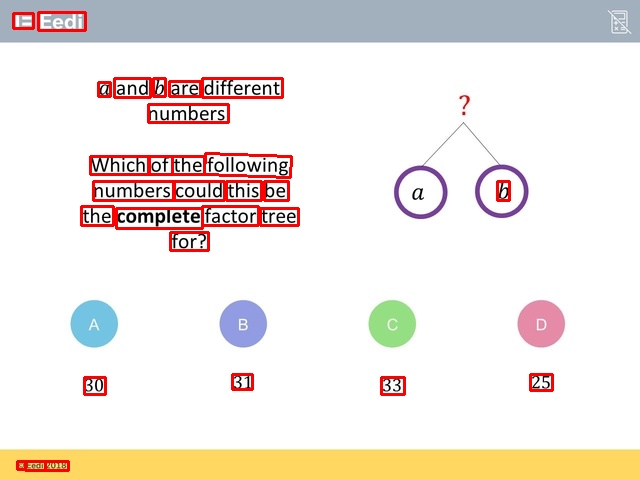 Eedi
a and b are different
numbers
Which of the following
numbers could this be
the complete factor tree
for?
?
a
b
A
B
C
D
30
31
33
25
© Eedi 2018